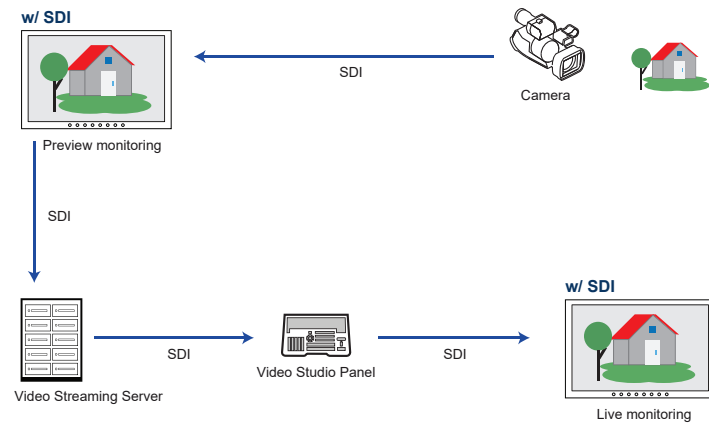 w/ SDI
SDI
Camera
Preview monitoring
SDI
w/ SDI
SDI
SDI
Video Studio Panel
Video Streaming Server
Live monitoring